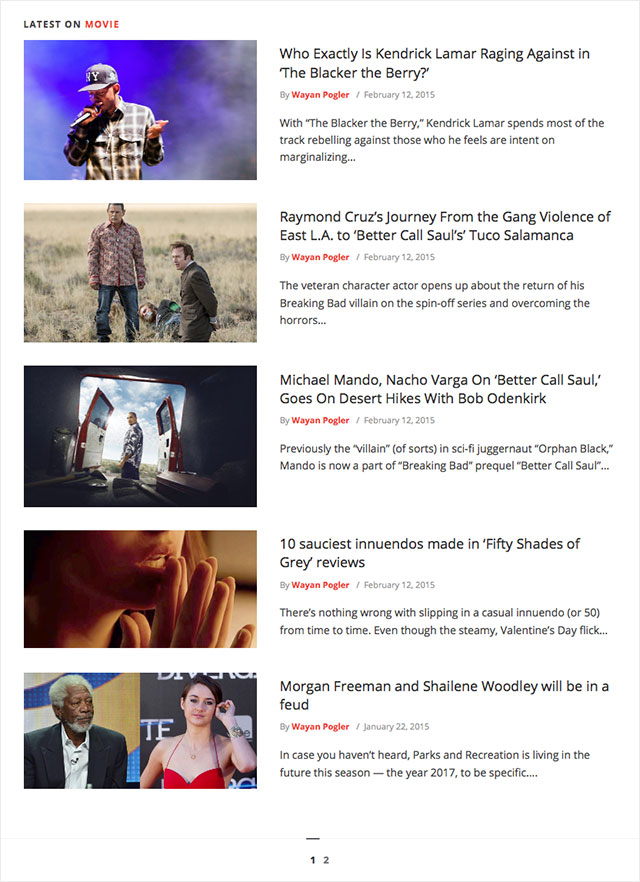 LATEST ON MOVIE
NY
Who Exactly Is Kendrick Lamar Raging Against in
‘The Blacker the Berry?’
By Wayan Pogler / February 12, 2015
With “The Blacker the Berry,” Kendrick Lamar spends most of the
track rebelling against those who he feels are intent on
marginalizing...
Raymond Cruz’s Journey From the Gang Violence of
East L.A. to ‘Better Call Saul’s’ Tuco Salamanca
By Wayan Pogler / February 12, 2015
The veteran character actor opens up about the return of his
Breaking Bad villain on the spin-off series and overcoming the
horrors...
Michael Mando, Nacho Varga On ‘Better Call Saul,’
Goes On Desert Hikes With Bob Odenkirk
By Wayan Pogler / February 12, 2015
Previously the “villain” (of sorts) in sci-fi juggernaut “Orphan Black,”
Mando is now a part of “Breaking Bad” prequel “Better Call Saul”...
10 sauciest innuendos made in ‘Fifty Shades of
Grey’ reviews
By Wayan Pogler / February 12, 2015
There’s nothing wrong with slipping in a casual innuendo (or 50)
from time to time. Even though the steamy, Valentine’s Day flick...
DIVERG
TE
Morgan Freeman and Shailene Woodley will be in a
feud
By Wayan Pogler / January 22, 2015
In case you haven’t heard, Parks and Recreation is living in the
future this season — the year 2017, to be specific....
1 2